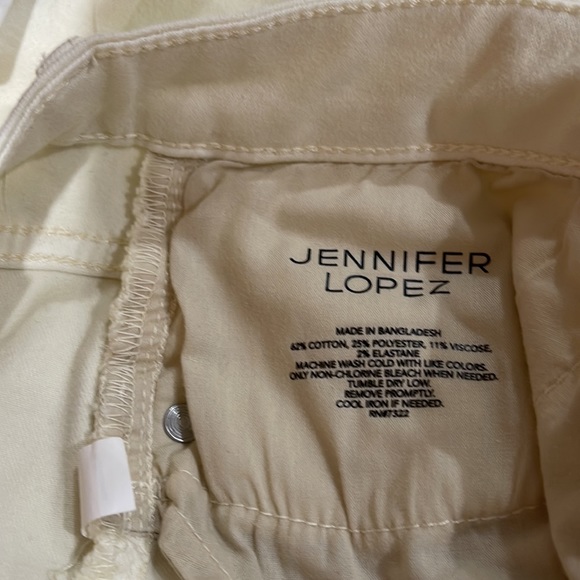 JENNIFER
LOPEZ
MADE IN BANGLADESH
62% COTTON, 25% POLYESTER, 11% VISCOSE,
2% ELASTANE
MACHINE WASH COLD WITH LIKE COLORS.
ONLY NON-CHLORINE BLEACH WHEN NEEDED.
TUMBLE DRY LOW.
REMOVE PROMPTLY.
COOL IRON IF NEEDED.
RN#7322